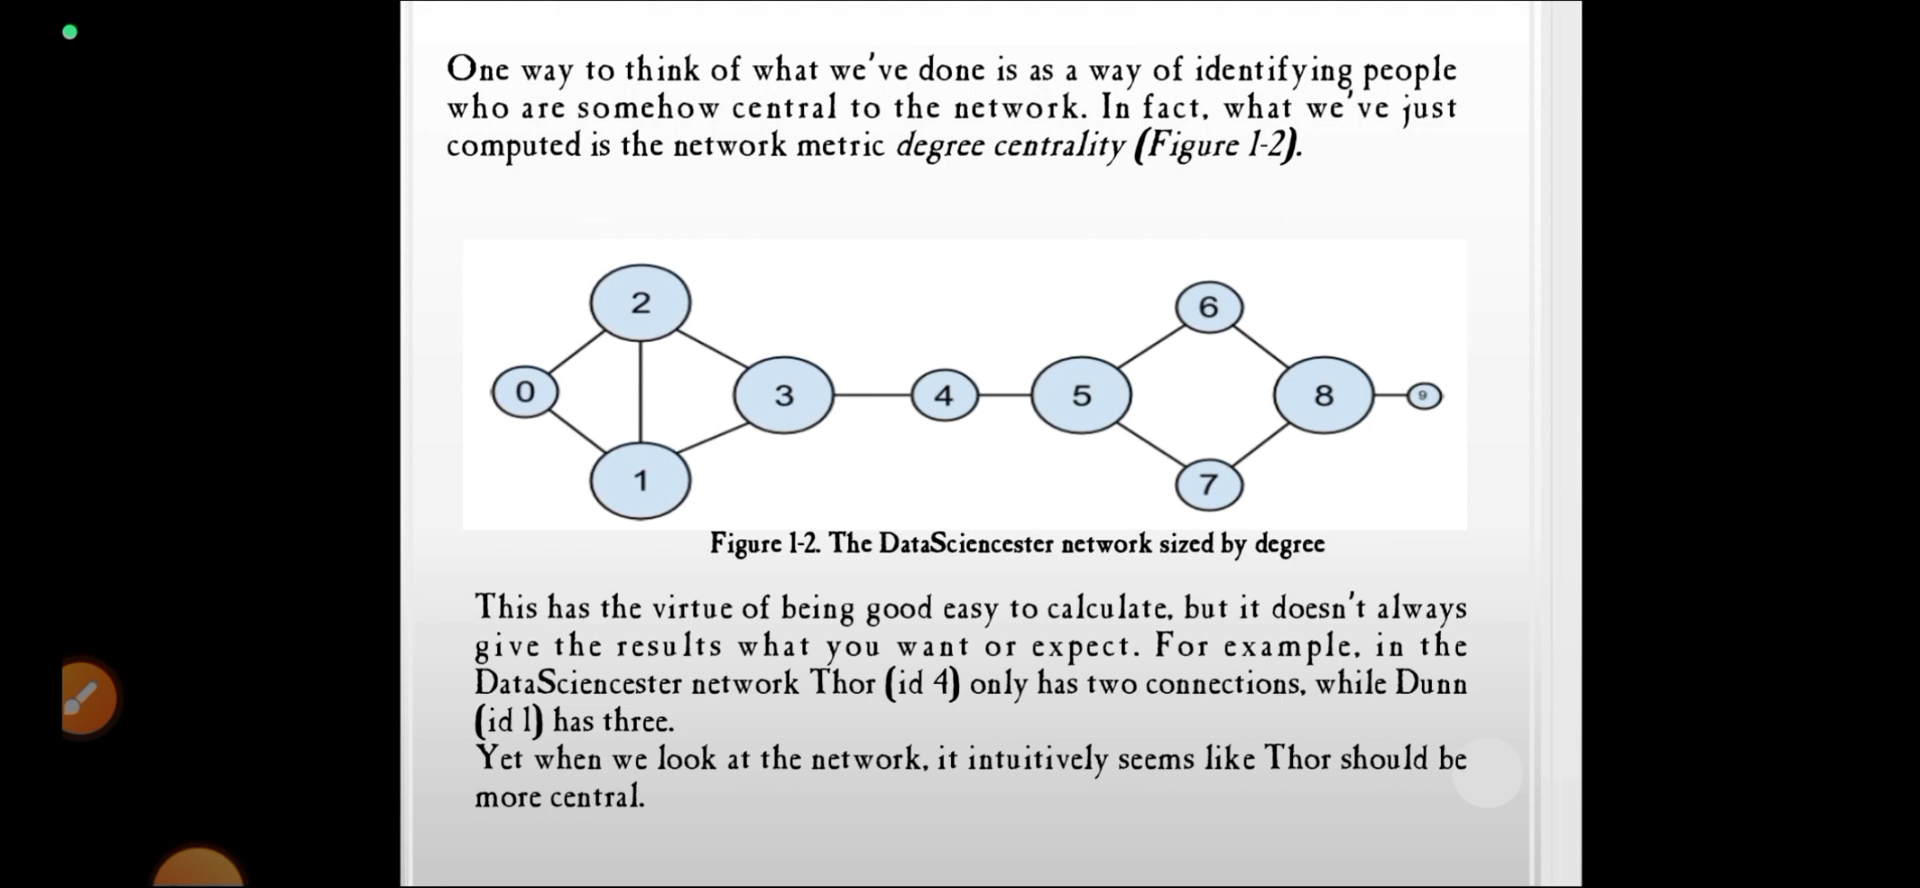 One way to think of what we've done is as a way of identifying people
who are somehow central to the network. In fact, what we've just
computed is the network metric degree centrality (Figure 1-2).
2
6
0
3
4
5
8
9
1
7
Figure 1-2. The DataSciencester network sized by degree
This has the virtue of being good easy to calculate, but it doesn't always
give the results what you want or expect. For example, in the
DataSciencester network Thor (id 4) only has two connections, while Dunn
(id 1) has three.
Yet when we look at the network, it intuitively seems like Thor should be
more central.